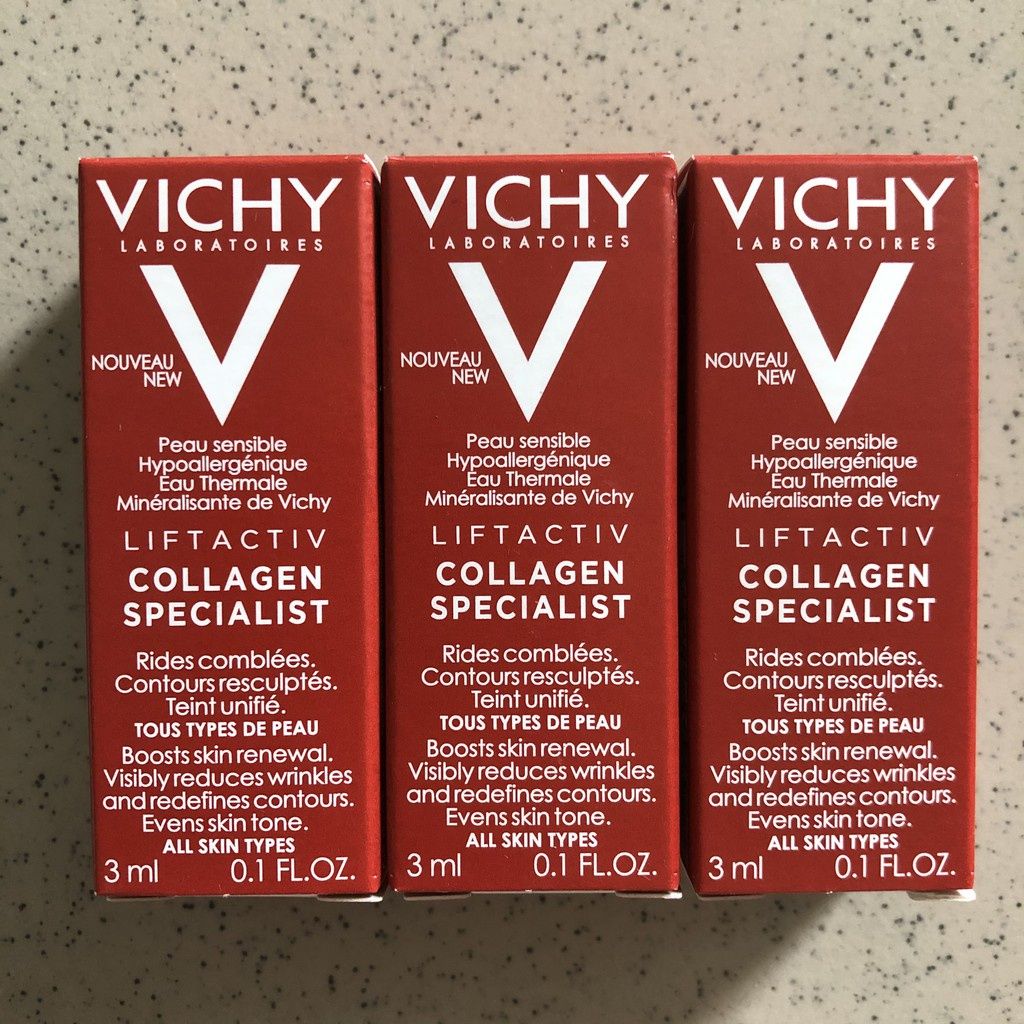 VICHY
LABORATOIRES
V
NOUVEAU
NEW
Peau sensible
Hypoallergénique
Eau Thermale
Minéralisante de Vichy
LIFTACTIV
COLLAGEN
SPECIALIST
Rides comblées.
Contours resculptés.
Teint unifié.
TOUS TYPES DE PEAU
Boosts skin renewal.
Visibly reduces wrinkles
and redefines contours.
Evens skin tone.
ALL SKIN TYPES
3 ml 0.1 FL.OZ.
VICHY
LABORATOIRES
V
NOUVEAU
NEW
Peau sensible
Hypoallergénique
Eau Thermale
Minéralisante de Vichy
LIFTACTIV
COLLAGEN
SPECIALIST
Rides comblées.
Contours resculptés.
Teint unifié.
TOUS TYPES DE PEAU
Boosts skin renewal.
Visibly reduces wrinkles
and redefines contours.
Evens skin tone.
ALL SKIN TYPES
3 ml 0.1 FL.OZ.
VICHY
LABORATOIRES
V
NOUVEAU
NEW
Peau sensible
Hypoallergénique
Eau Thermale
Minéralisante de Vichy
LIFTACTIV
COLLAGEN
SPECIALIST
Rides comblées.
Contours resculptés.
Teint unifié.
TOUS TYPES DE PEAU
Boosts skin renewal.
Visibly reduces wrinkles
and redefines contours.
Evens skin tone.
ALL SKIN TYPES
3 ml 0.1 FL.OZ.